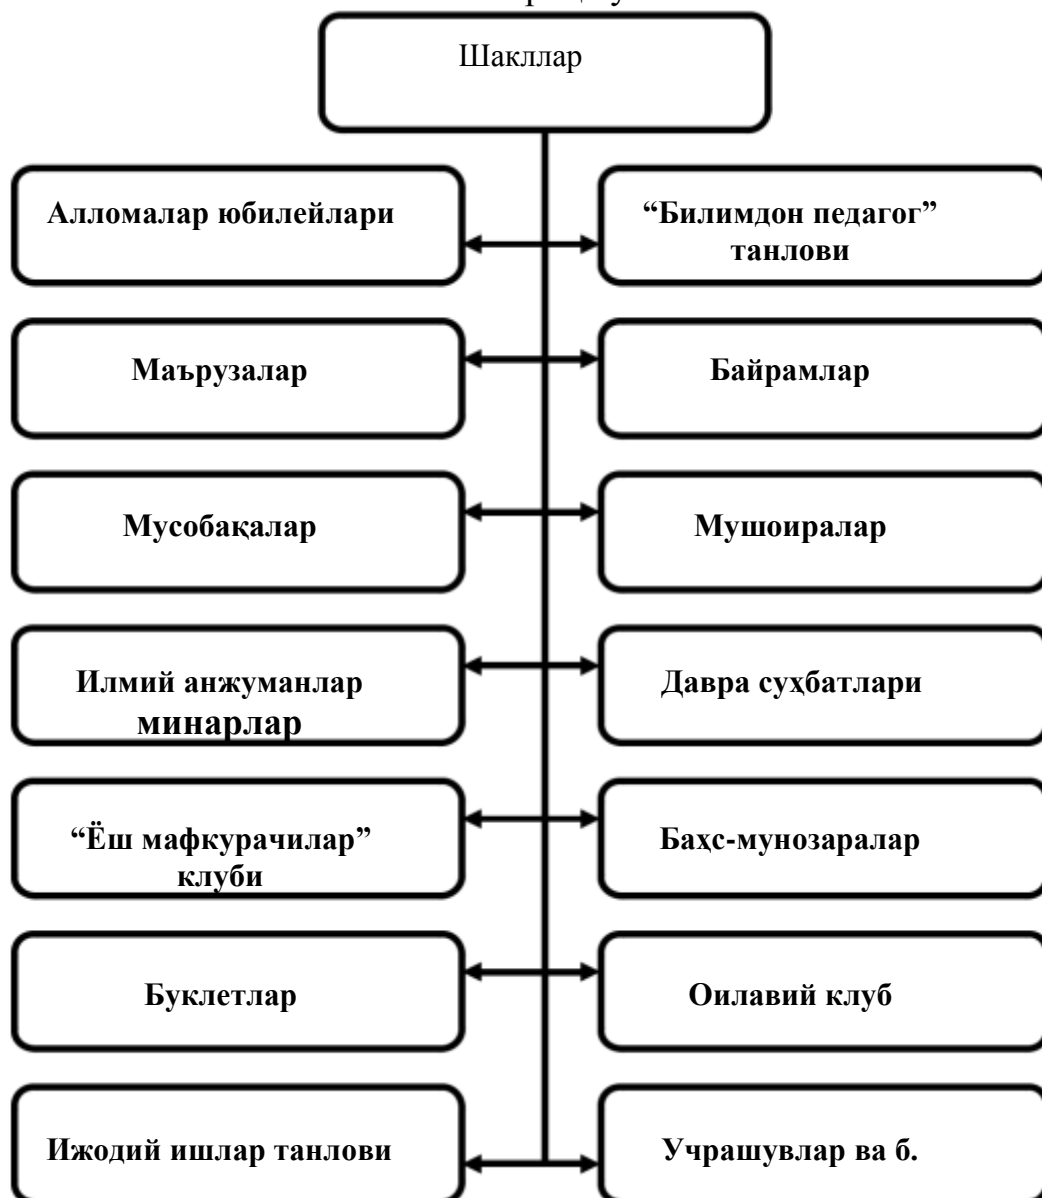 Шакллар
Алломалар юбилейлари
“Билимдон педагог”
танлови
Маърузалар
Байрамлар
Мусобақалар
Мушоиралар
Илмий анжуманлар
минарлар
Давра суҳбатлари
“Ёш мафкурачилар”
клуби
Баҳс-мунозаралар
Буклетлар
Оилавий клуб
Ижодий ишлар танлови
Учрашувлар ва б.